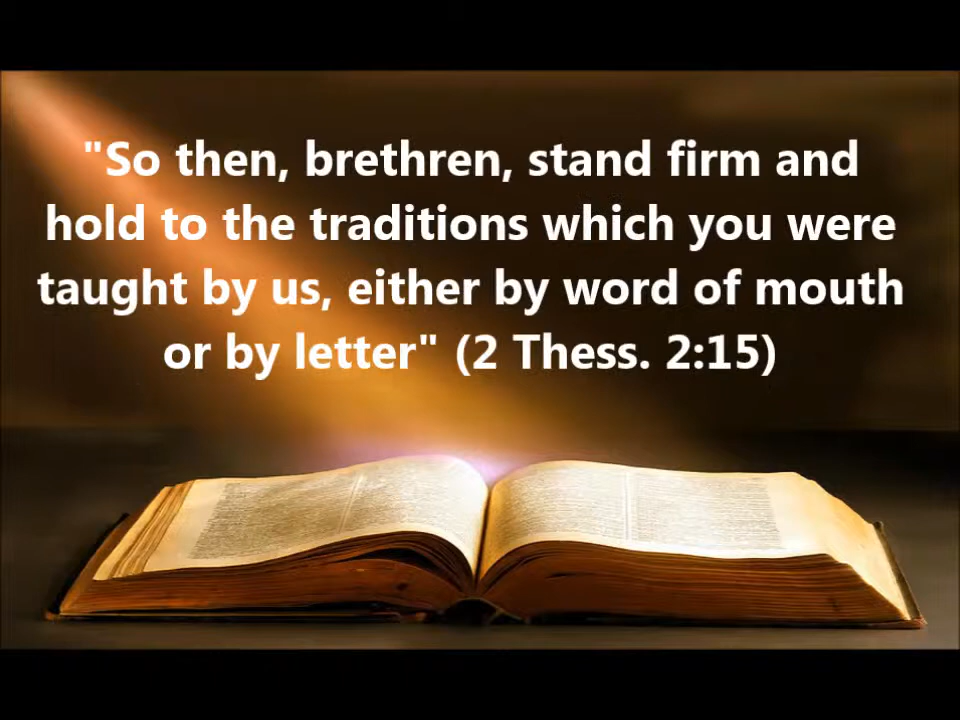 "So then, brethren, stand firm and
hold to the traditions which you were
taught by us, either by word of mouth
or by letter" (2 Thess. 2:15)